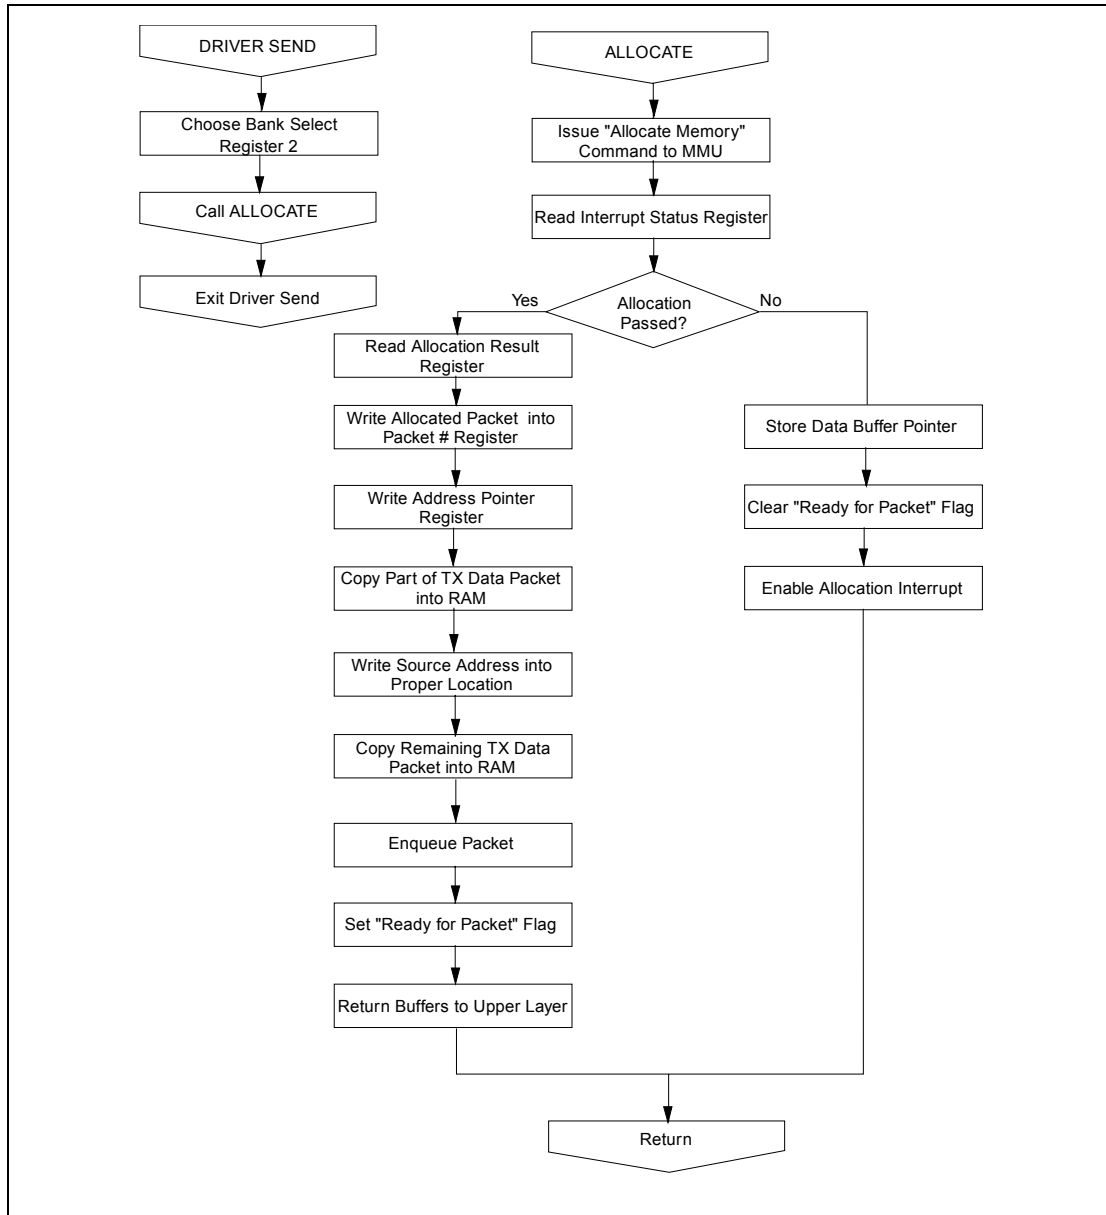 DRIVER SEND
Choose Bank Select
Register 2
Call ALLOCATE
Exit Driver Send
ALLOCATE
Issue "Allocate Memory"
Command to MMU
Read Interrupt Status Register
Allocation
Passed?
Yes
No
Read Allocation Result
Register
Write Allocated Packet into
Packet # Register
Write Address Pointer
Register
Copy Part of TX Data Packet
into RAM
Write Source Address into
Proper Location
Copy Remaining TX Data
Packet into RAM
Enqueue Packet
Set "Ready for Packet" Flag
Return Buffers to Upper Layer
Store Data Buffer Pointer
Clear "Ready for Packet" Flag
Enable Allocation Interrupt
Return